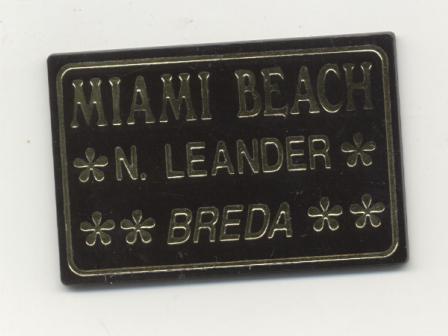 MIAMI BEACH
N. LEANDER
BREDA